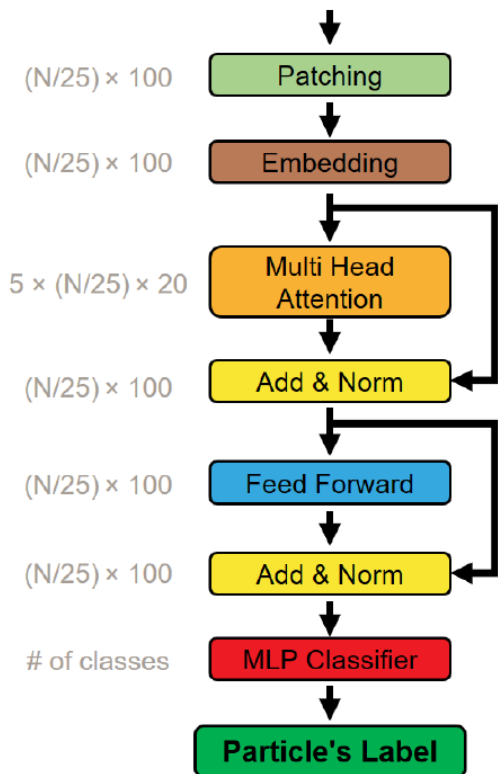 (N/25) × 100
Patching
(N/25) × 100
Embedding
5 × (N/25) × 20
Multi Head
Attention
(N/25) × 100
Add & Norm
(N/25) × 100
Feed Forward
(N/25) × 100
Add & Norm
# of classes
MLP Classifier
Particle's Label